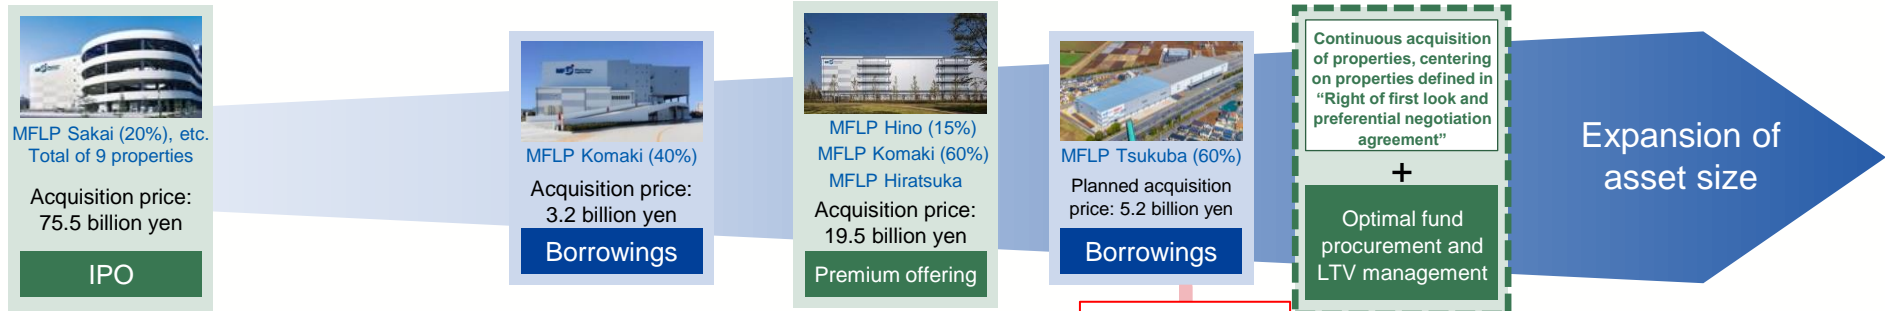 MFLP Sakai (20%), etc.
Total of 9 properties
Acquisition price:
75.5 billion yen
IPO
MFLP Komaki (40%)
Acquisition price:
3.2 billion yen
Borrowings
MFLP Hino (15%)
MFLP Komaki (60%)
MFLP Hiratsuka
Acquisition price:
19.5 billion yen
Premium offering
MFLP Tsukuba (60%)
Planned acquisition
price: 5.2 billion yen
Borrowings
Continuous acquisition
of properties, centering
on properties defined in
“Right of first look and
preferential negotiation
agreement”
+
Optimal fund
procurement and
LTV management
Expansion of
asset size